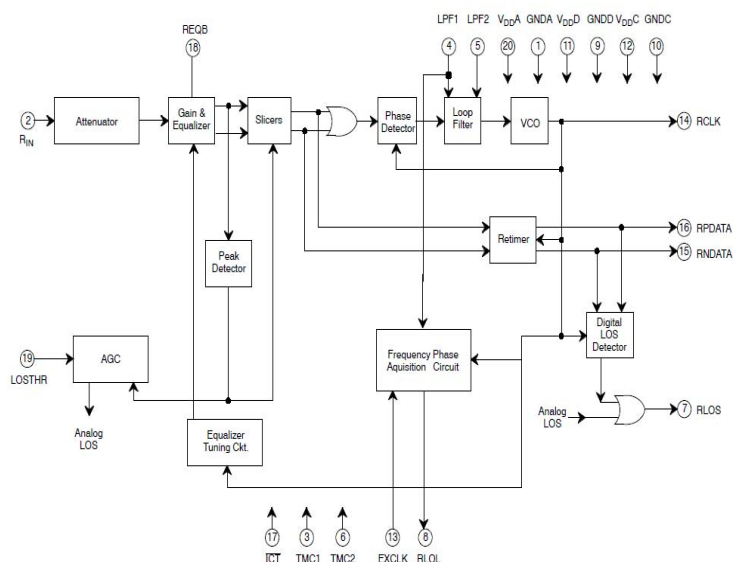 LPF1 LPF2 VDDA GNDA VDDD GNDD VDDC GNDC
REQB
18
4 5 20 1 11 9 12 10
2
RIN
Attenuator
Gain &
Equalizer
Slicers
Phase
Detector
Loop
Filter
VCO
14 RCLK
Retimer
16 RPDATA
15 RNDATA
Peak
Detector
19
LOSTHR
AGC
Analog
LOS
Frequency Phase
Aquisition Circuit
Digital
LOS
Detector
Analog
LOS
7 RLOS
Equalizer
Tuning Ckt.
17 3 6 13 8
ICT TMC1 TMC2 EXCLK RLOL